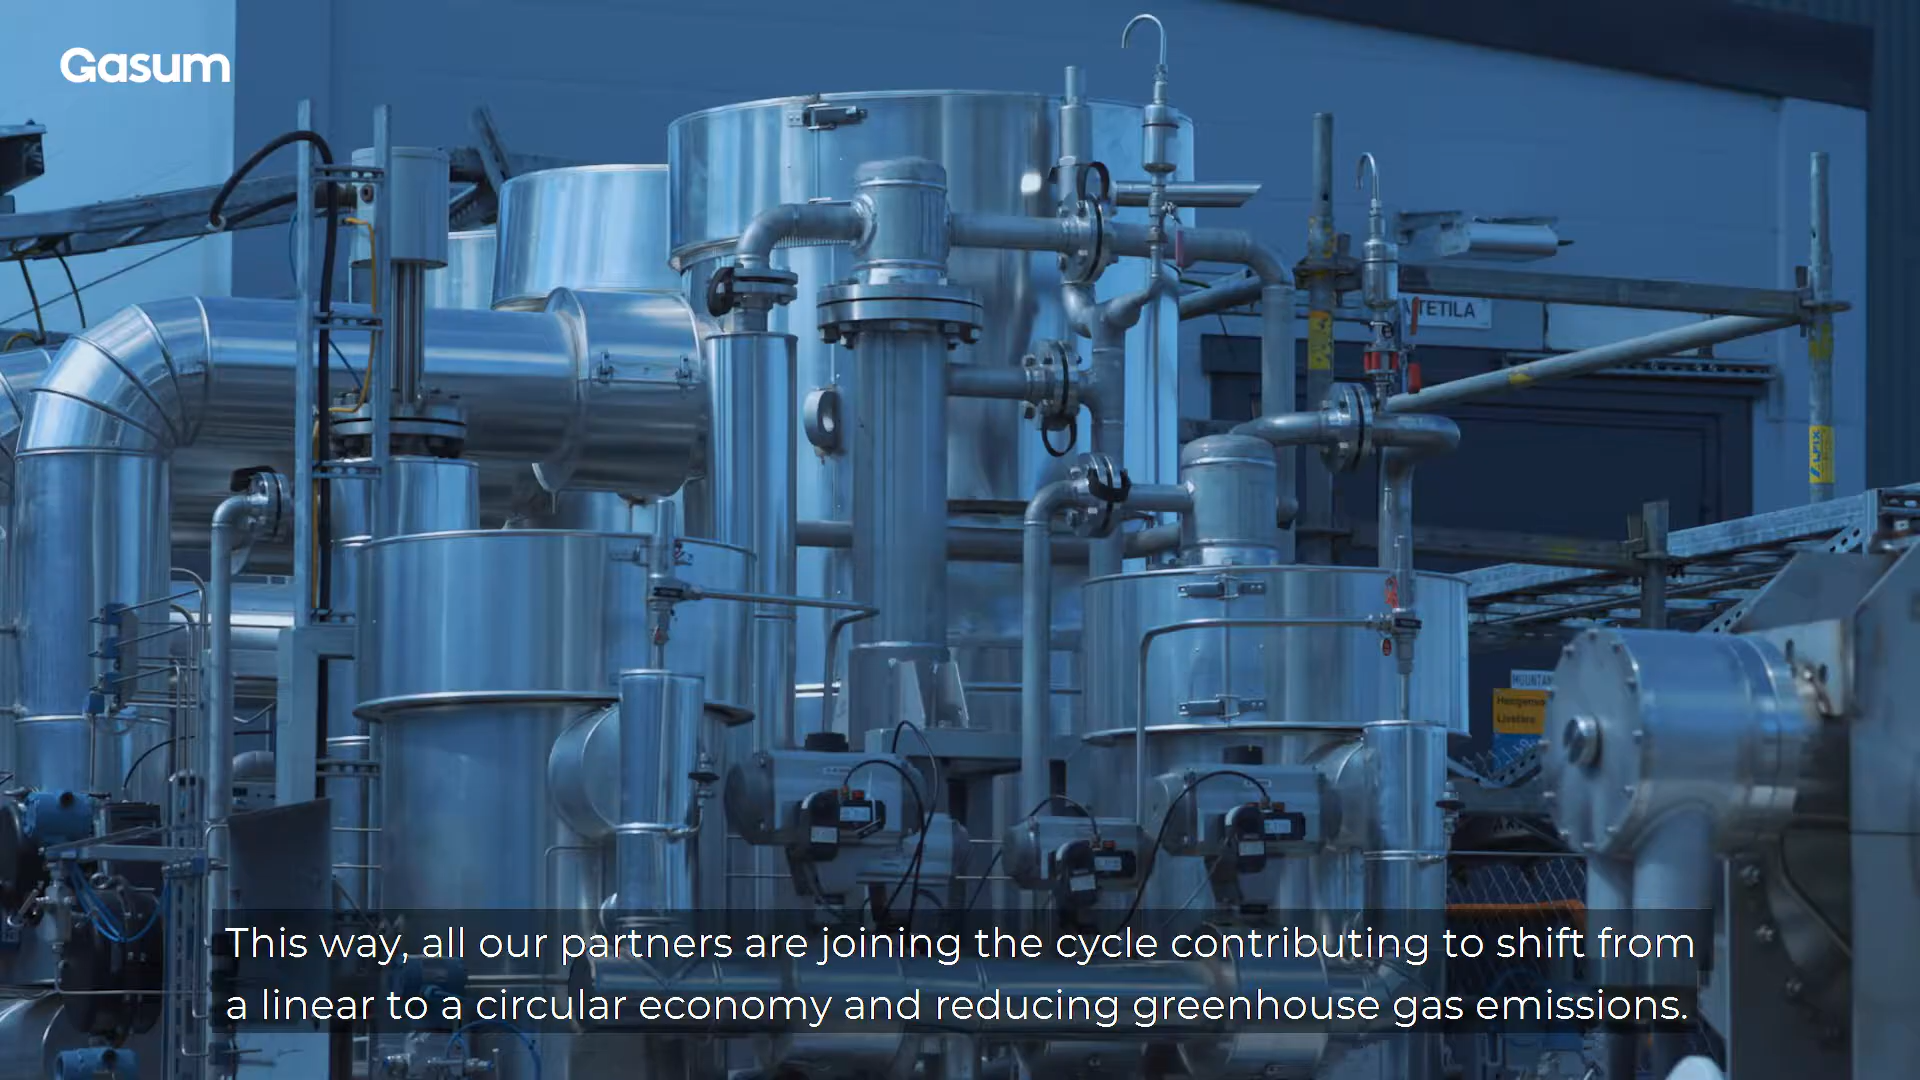 Gasum
TETILA
This way, all our partners are joining the cycle contributing to shift from
a linear to a circular economy and reducing greenhouse gas emissions.